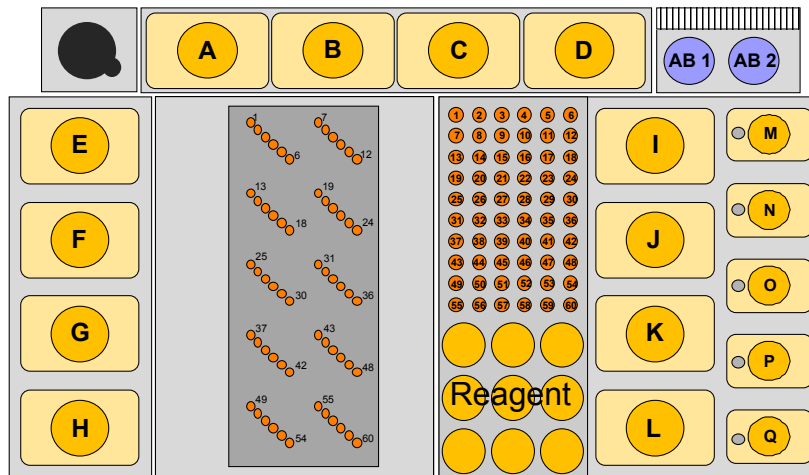 A B C D AB 1 AB 2
E
F
G
H
1 7
6 12
13 19
18 24
25 31
30 36
37 43
42 48
49 55
54 60
1 2 3 4 5 6
7 8 9 10 11 12
13 14 15 16 17 18
19 20 21 22 23 24
25 26 27 28 29 30
31 32 33 34 35 36
37 38 39 40 41 42
43 44 45 46 47 48
49 50 51 52 53 54
55 56 57 58 59 60
Reagent
I
J
K
L
M
N
O
P
Q